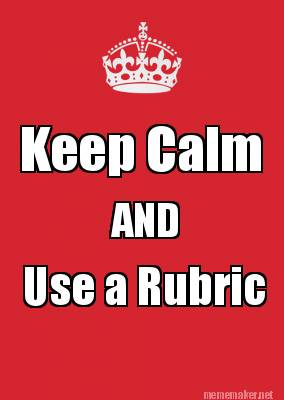 Keep Calm
AND
Use a Rubric
mememaker.net